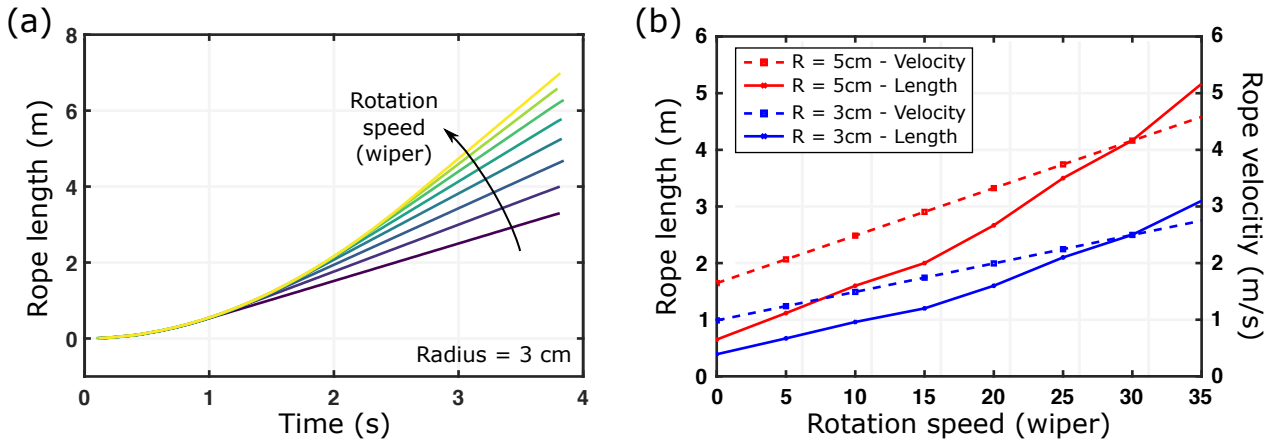 (a)
8
6
4
2
0
0
1
2
3
4
Rope length (m)
Time (s)
Rotation
speed
(wiper)
Radius = 3 cm
(b)
6
5
4
3
2
1
0
0
5
10
15
20
25
30
35
6
5
4
3
2
1
0
Rope length (m)
Rotation speed (wiper)
Rope velocitiy (m/s)
R = 5cm - Velocity
R = 5cm - Length
R = 3cm - Velocity
R = 3cm - Length